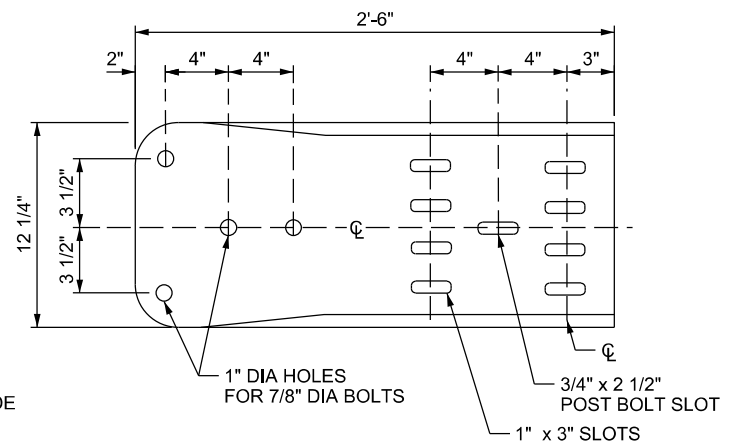 2'-6"
2"
4"
4"
4"
4"
3"
12 1/4"
3 1/2"
3 1/2"
℄
℄
1" DIA HOLES
FOR 7/8" DIA BOLTS
3/4" x 2 1/2"
POST BOLT SLOT
1" x 3" SLOTS